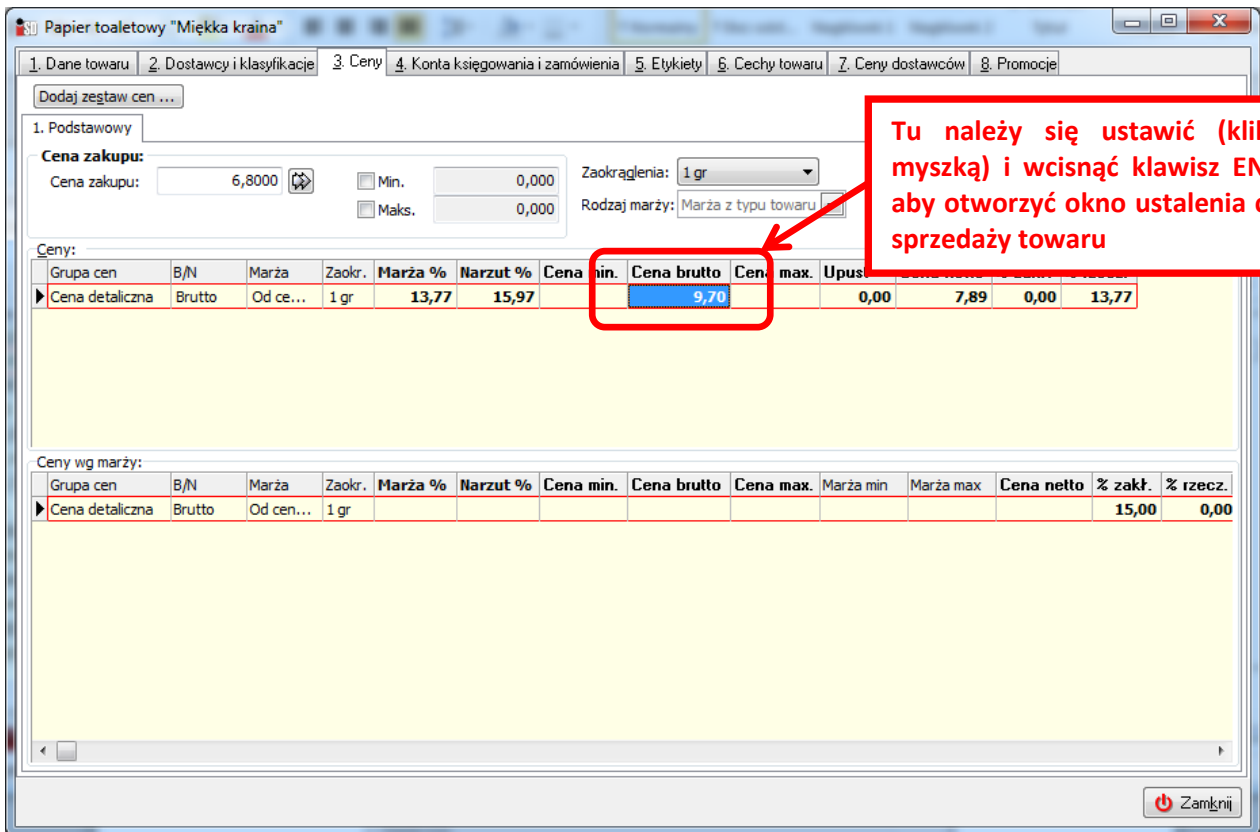 Papier toaletowy "Miękka kraina"
1. Dane towaru 2. Dostawcy i klasyfikacje 3. Ceny 4. Konta księgowania i zamówienia 5. Etykiety 6. Cechy towaru 7. Ceny dostawców 8. Promocje
Dodaj zestaw cen ...
1. Podstawowy
Tu należy się ustawić (kli
myszką) i wcisnąć klawisz EN
aby otworzyć okno ustalenia
sprzedaży towaru
Cena zakupu:
Cena zakupu: 6,8000 Min. 0,000 Zaokrąglenia: 1 gr
Maks. 0,000 Rodzaj marży: Marża z typu towaru
Ceny:
Grupa cen B/N Marża Zaokr. Marża % Narzut % Cena min. Cena brutto Cena max. Upust
Cena detaliczna Brutto Od ce... 1 gr 13,77 15,97 9,70 0,00 7,89 0,00 13,77
Ceny wg marży:
Grupa cen B/N Marża Zaokr. Marża % Narzut % Cena min. Cena brutto Cena max. Marża min Marża max Cena netto % zakł. % rzecz.
Cena detaliczna Brutto Od cen... 1 gr 15,00 0,00
Zamknij